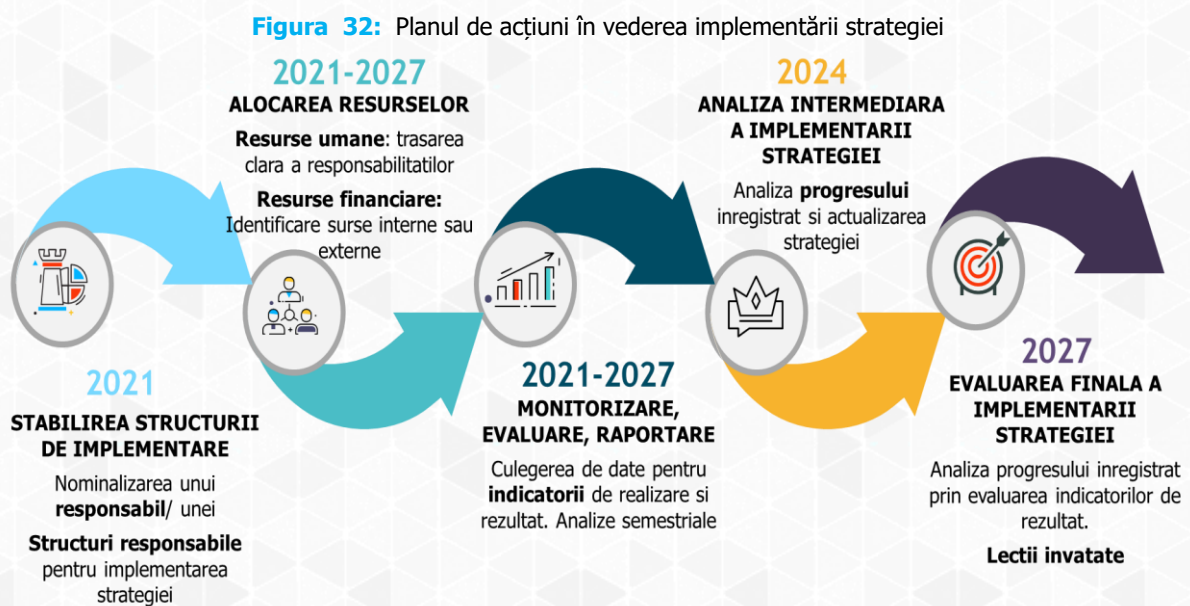 Figura 32: Planul de acțiuni în vederea implementării strategiei
2021
STABILIREA STRUCTURII
DE IMPLEMENTARE
Nominalizarea unui
responsabil/ unei
Structuri responsabile
pentru implementarea
strategiei
2021-2027
ALOCAREA RESURSELOR
Resurse umane: trasarea
clara a responsabilitatilor
Resurse financiare:
Identificare surse interne sau
externe
2021-2027
MONITORIZARE,
EVALUARE, RAPORTARE
Culegerea de date pentru
indicatorii de realizare si
rezultat. Analize semestriale
2024
ANALIZA INTERMEDIARA
A IMPLEMENTARII
STRATEGIEI
Analiza progresului
inregistrat si actualizarea
strategiei
2027
EVALUAREA FINALA A
IMPLEMENTARII
STRATEGIEI
Analiza progresului inregistrat
prin evaluarea indicatorilor de
rezultat.
Lectii invatate